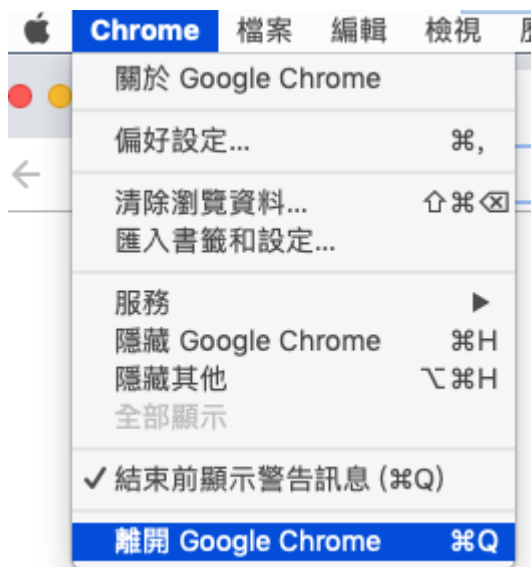 Chrome 檔案 編輯 檢視
關於 Google Chrome
偏好設定... ⌘,
清除瀏覽資料... ⇧⌘⌫
匯入書籤和設定...
服務 ▶
隱藏 Google Chrome ⌘H
隱藏其他 ⌥⌘H
全部顯示
✓ 結束前顯示警告訊息 (⌘Q)
離開 Google Chrome ⌘Q